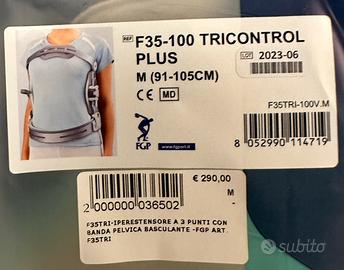 REF F35-100 TRICONTROL
PLUS
M (91-105CM)
LOT 2023-06
CE MD
F35TRI-100V.M
FGP
www.fgpsrl.it
8 052990 114719
2 000000 036502
€ 290,00
M
-
F35TRI-IPERESTENSORE A 3 PUNTI CON
BANDA PELVICA BASCULANTE -FGP ART.
F35TRI
subito